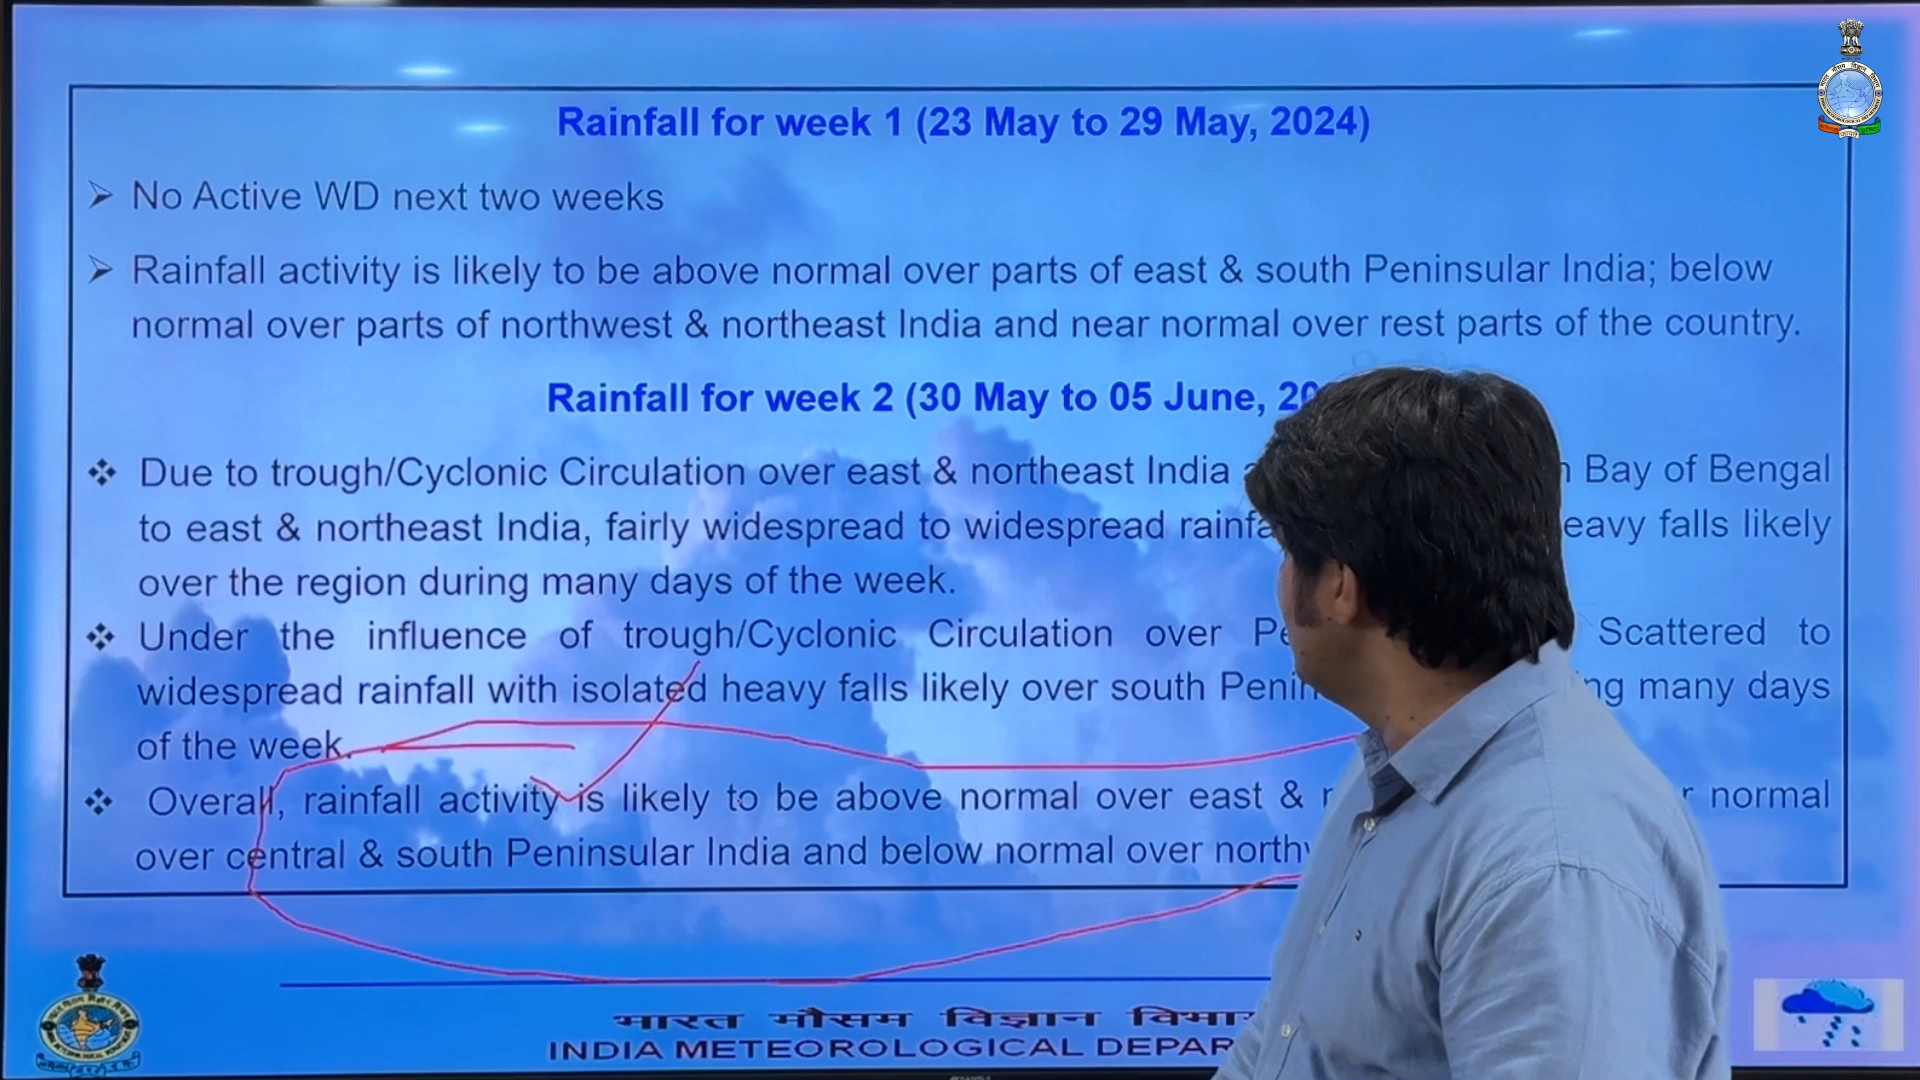 Rainfall for week 1 (23 May to 29 May, 2024)
➢ No Active WD next two weeks
➢ Rainfall activity is likely to be above normal over parts of east & south Peninsular India; below
normal over parts of northwest & northeast India and near normal over rest parts of the country.
Rainfall for week 2 (30 May to 05 June,
❖ Due to trough/Cyclonic Circulation over east & northeast India Bay of Bengal
to east & northeast India, fairly widespread to widespread falls likely
over the region during many days of the week.
❖ Under the influence of trough/Cyclonic Circulation over Scattered to
widespread rainfall with isolated heavy falls likely over south many days
of the week.
❖ Overall, rainfall activity is likely to be above normal over east & normal
over central & south Peninsular India and below normal over
भारत मौसम विज्ञान
INDIA METEOROLOGICAL